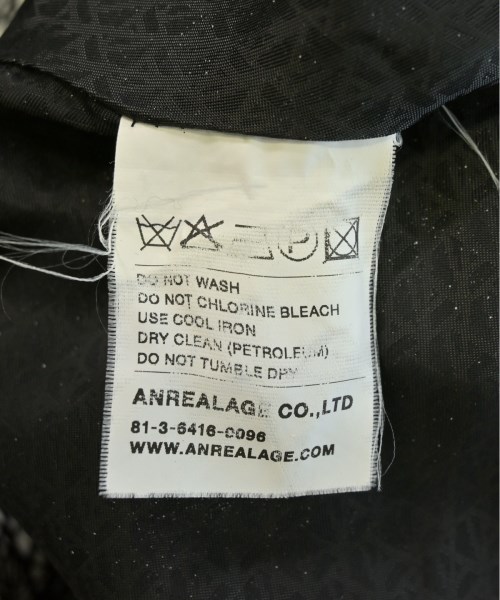 P
DO NOT WASH
DO NOT CHLORINE BLEACH
USE COOL IRON
DRY CLEAN (PETROLEUM)
DO NOT TUMBLE DRY
ANREALAGE CO.,LTD
81-3-6416-0096
WWW.ANREALAGE.COM